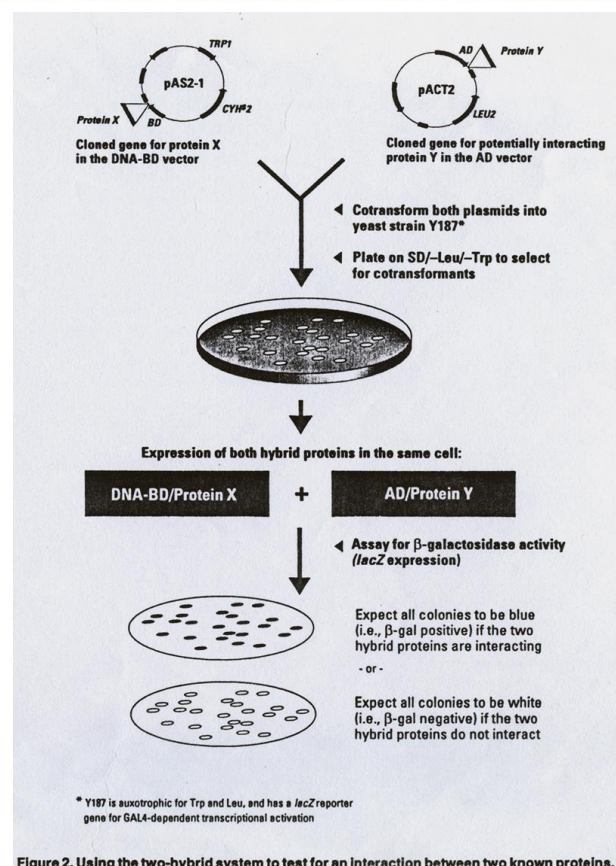 TRP1
pAS2-1
Protein X
BD
CYHS2
Cloned gene for protein X
in the DNA-BD vector
AD
Protein Y
pACT2
LEU2
Cloned gene for potentially interacting
protein Y in the AD vector
Cotransform both plasmids into
yeast strain Y187*
Plate on SD/–Leu/–Trp to select
for cotransformants
Expression of both hybrid proteins in the same cell:
DNA-BD/Protein X + AD/Protein Y
Assay for β-galactosidase activity
(lacZ expression)
Expect all colonies to be blue
(i.e., β-gal positive) if the two
hybrid proteins are interacting
- or -
Expect all colonies to be white
(i.e., β-gal negative) if the two
hybrid proteins do not interact
* Y187 is auxotrophic for Trp and Leu, and has a lacZ reporter
gene for GAL4-dependent transcriptional activation
Figure 2. Using the two-hybrid system to test for an interaction between two known proteins.